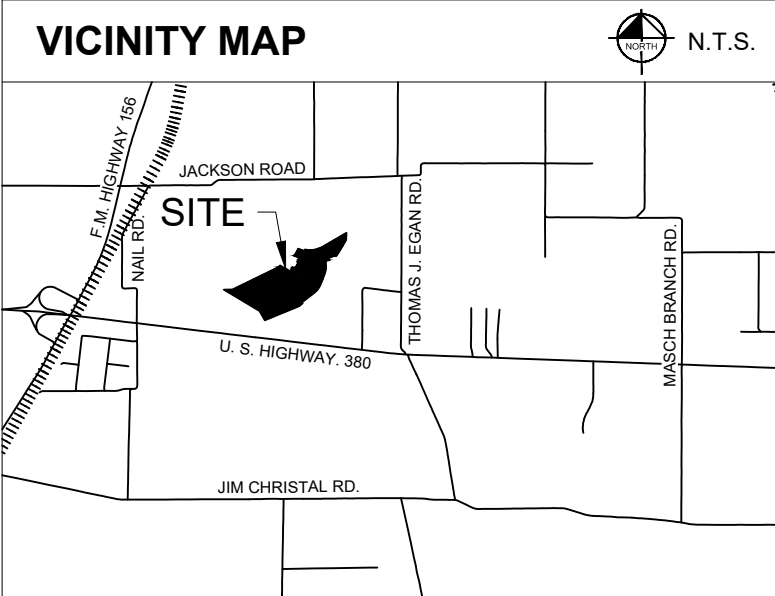 VICINITY MAP
NORTH
N.T.S.
F.M. HIGHWAY 156
JACKSON ROAD
SITE
NAIL RD.
THOMAS J. EGAN RD.
MASCH BRANCH RD.
U. S. HIGHWAY. 380
JIM CHRISTAL RD.